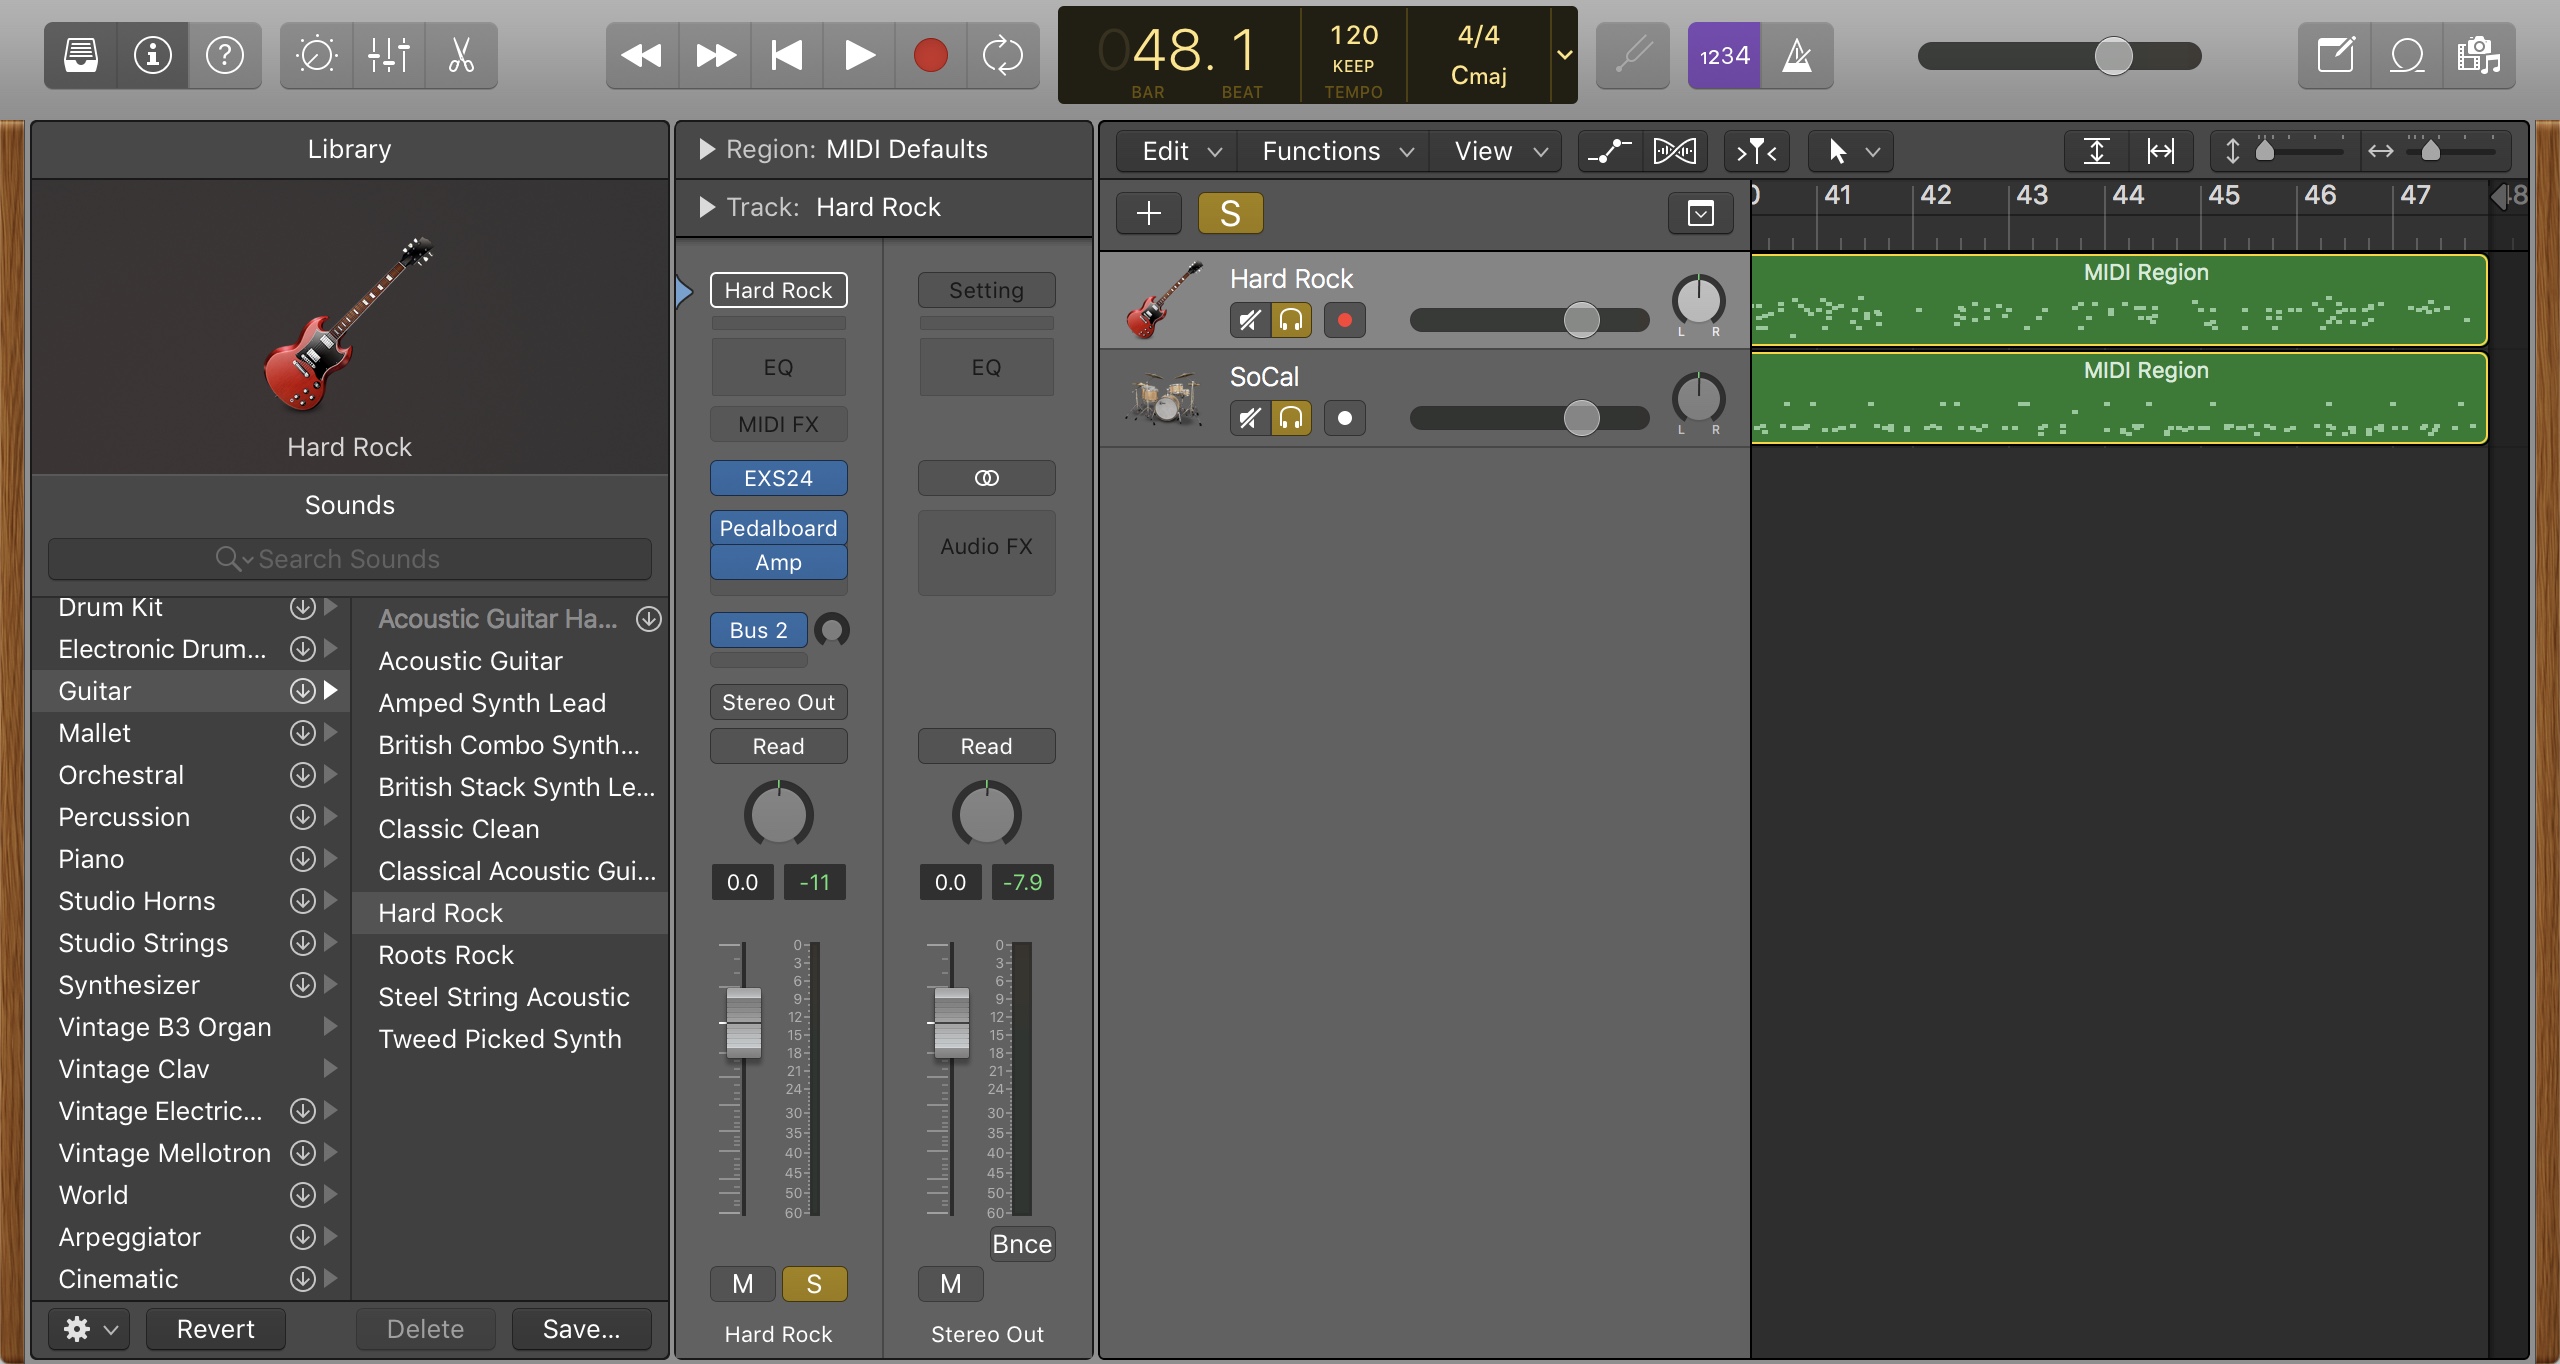 048. 1
BAR BEAT
120
KEEP
TEMPO
4/4
Cmaj
1234
Library
Hard Rock
Sounds
Search Sounds
Drum Kit
Electronic Drum...
Guitar
Mallet
Orchestral
Percussion
Piano
Studio Horns
Studio Strings
Synthesizer
Vintage B3 Organ
Vintage Clav
Vintage Electric...
Vintage Mellotron
World
Arpeggiator
Cinematic
Acoustic Guitar Ha...
Acoustic Guitar
Amped Synth Lead
British Combo Synth...
British Stack Synth Le...
Classic Clean
Classical Acoustic Gui...
Hard Rock
Roots Rock
Steel String Acoustic
Tweed Picked Synth
Revert
Delete
Save...
Region: MIDI Defaults
Track: Hard Rock
Hard Rock
EQ
MIDI FX
EXS24
Pedalboard
Amp
Bus 2
Stereo Out
Read
0.0 -11
0
3
6
9
12
15
18
21
24
30
35
40
45
50
60
M S
Hard Rock
Setting
EQ
Audio FX
Read
0.0 -7.9
0
3
6
9
12
15
18
21
24
30
35
40
45
50
60
Bnce
M
Stereo Out
Edit Functions View
S
41 42 43 44 45 46 47 48
Hard Rock
L R
MIDI Region
SoCal
L R
MIDI Region